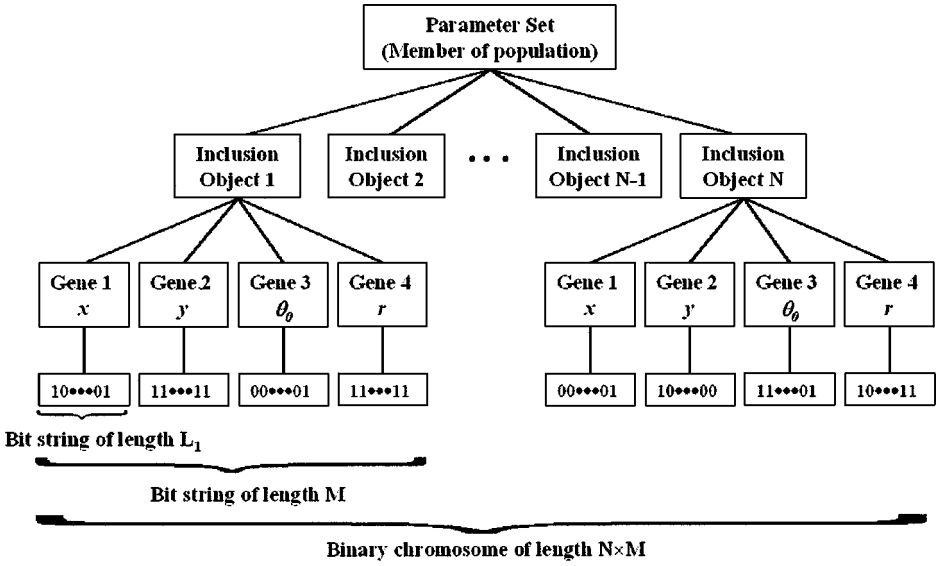 Parameter Set
(Member of population)
Inclusion
Object 1
Inclusion
Object 2
• • •
Inclusion
Object N-1
Inclusion
Object N
Gene 1
x
Gene.2
y
Gene 3
θ₀
Gene 4
r
Gene 1
x
Gene 2
y
Gene 3
θ₀
Gene 4
r
10•••01
11•••11
00•••01
11•••11
00•••01
10•••00
11•••01
10•••11
Bit string of length L₁
Bit string of length M
Binary chromosome of length N×M